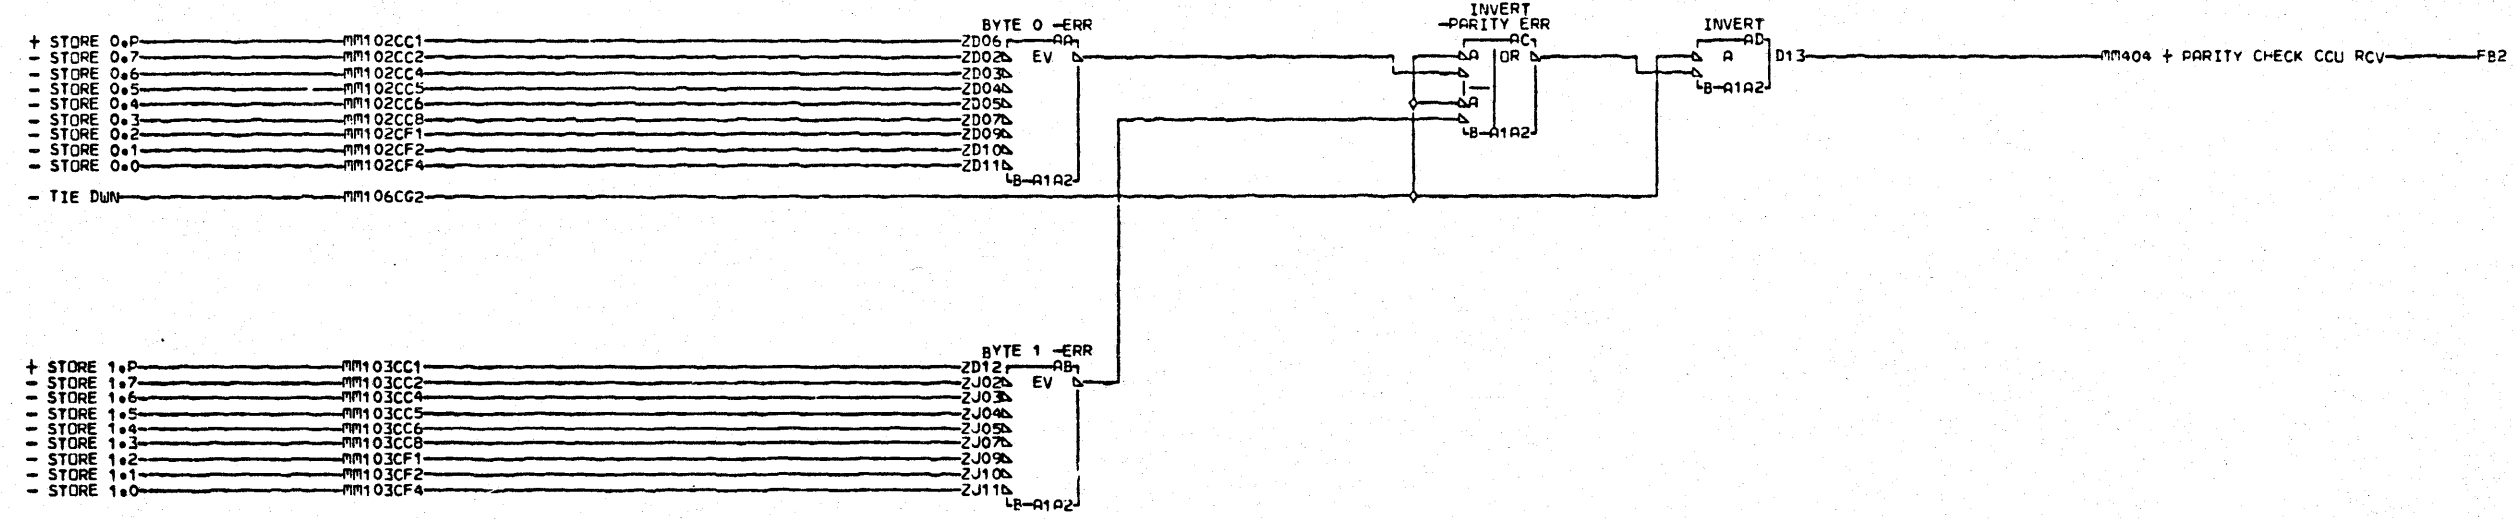 INVERT
BYTE 0 -ERR -PARITY ERR INVERT
+ STORE 0.P MM102CC1 ZD06 AA AC AD
- STORE 0.7 MM102CC2 ZD02 EV A OR A D13 MM404 + PARITY CHECK CCU RCV FB2
- STORE 0.6 MM102CC4 ZD03
- STORE 0.5 MM102CC5 ZD04 B-A1A2
- STORE 0.4 MM102CC6 ZD05 A
- STORE 0.3 MM102CC8 ZD07
- STORE 0.2 MM102CF1 ZD09 B-A1A2
- STORE 0.1 MM102CF2 ZD10
- STORE 0.0 MM102CF4 ZD11
B-A1A2
- TIE DWN MM106CG2
BYTE 1 -ERR
+ STORE 1.P MM103CC1 ZD12 AB
- STORE 1.7 MM103CC2 ZJ02 EV
- STORE 1.6 MM103CC4 ZJ03
- STORE 1.5 MM103CC5 ZJ04
- STORE 1.4 MM103CC6 ZJ05
- STORE 1.3 MM103CC8 ZJ07
- STORE 1.2 MM103CF1 ZJ09
- STORE 1.1 MM103CF2 ZJ10
- STORE 1.0 MM103CF4 ZJ11
B-A1A2